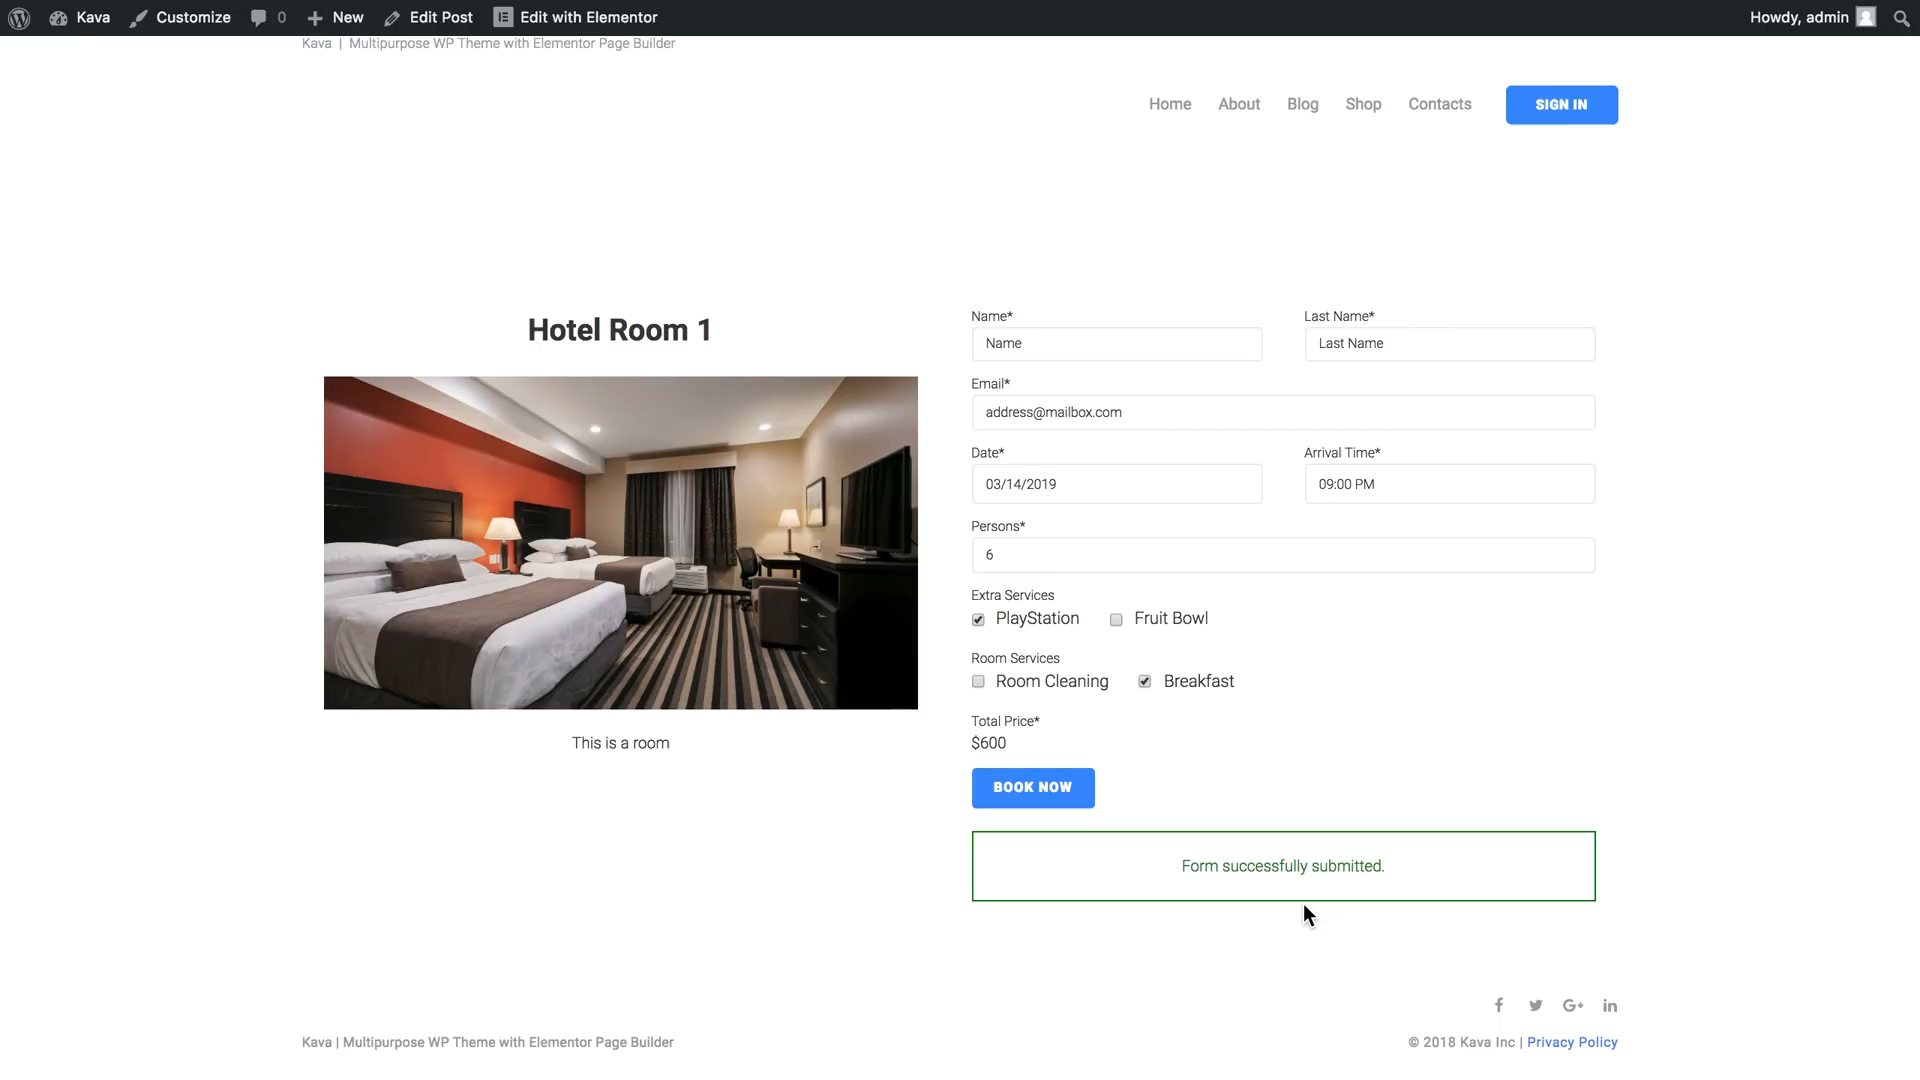 Kava Customize 0 New Edit Post Edit with Elementor Howdy, admin
Kava | Multipurpose WP Theme with Elementor Page Builder
Home About Blog Shop Contacts SIGN IN
Hotel Room 1
This is a room
Name* Last Name*
Name Last Name
Email*
address@mailbox.com
Date* Arrival Time*
03/14/2019 09:00 PM
Persons*
6
Extra Services
PlayStation Fruit Bowl
Room Services
Room Cleaning Breakfast
Total Price*
$600
BOOK NOW
Form successfully submitted.
Kava | Multipurpose WP Theme with Elementor Page Builder
© 2018 Kava Inc | Privacy Policy